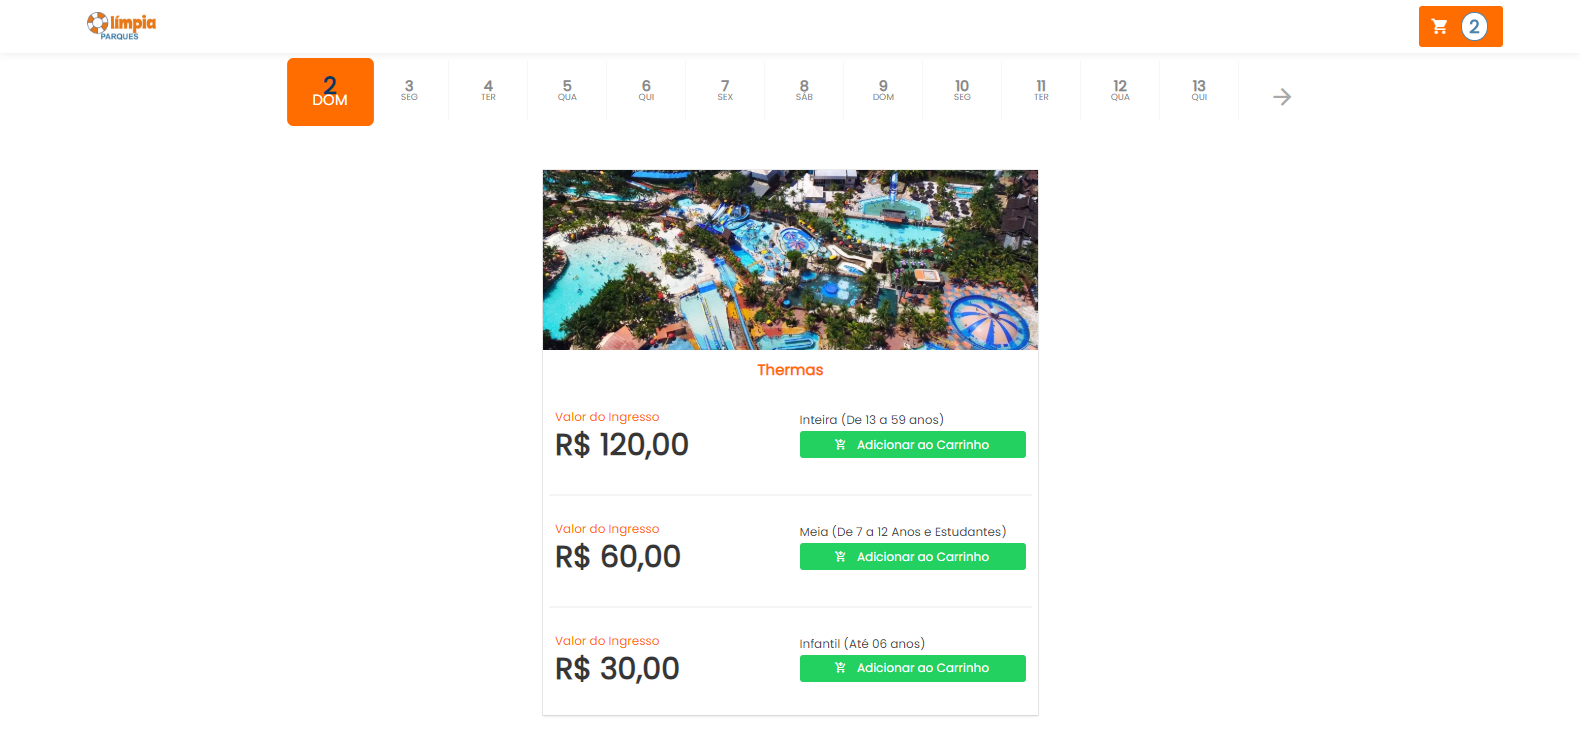 Olímpia
PARQUES
2
2
DOM
3
SEG
4
TER
5
QUA
6
QUI
7
SEX
8
SÁB
9
DOM
10
SEG
11
TER
12
QUA
13
QUI
Thermas
Valor do Ingresso
R$ 120,00
Inteira (De 13 a 59 anos)
Adicionar ao Carrinho
Valor do Ingresso
R$ 60,00
Meia (De 7 a 12 Anos e Estudantes)
Adicionar ao Carrinho
Valor do Ingresso
R$ 30,00
Infantil (Até 06 anos)
Adicionar ao Carrinho